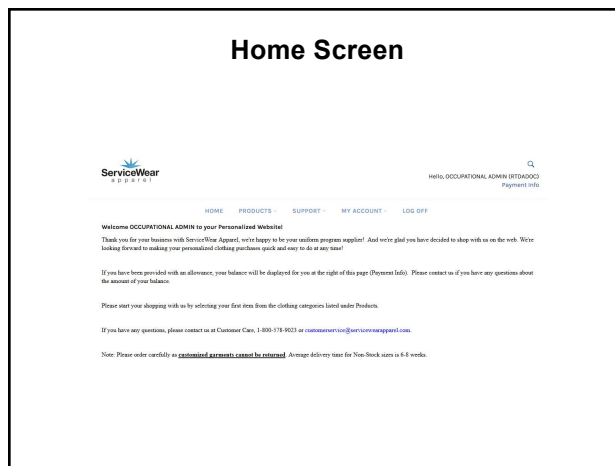 Home Screen
ServiceWear
apparel
Hello, OCCUPATIONAL ADMIN (RTDADOC)
Payment Info
HOME PRODUCTS SUPPORT MY ACCOUNT LOG OFF
Welcome OCCUPATIONAL ADMIN to your Personalized Website!
Thank you for your business with ServiceWear Apparel, we're happy to be your uniform program supplier! And we're glad you have decided to shop with us on the web. We're
looking forward to making your personalized clothing purchases quick and easy to do at any time!
If you have been provided with an allowance, your balance will be displayed for you at the right of this page (Payment Info). Please contact us if you have any questions about
the amount of your balance.
Please start your shopping with us by selecting your first item from the clothing categories listed under Products.
If you have any questions, please contact us at Customer Care, 1-800-578-9023 or customerservice@servicewearapparel.com.
Note: Please order carefully as customized garments cannot be returned. Average delivery time for Non-Stock sizes is 6-8 weeks.